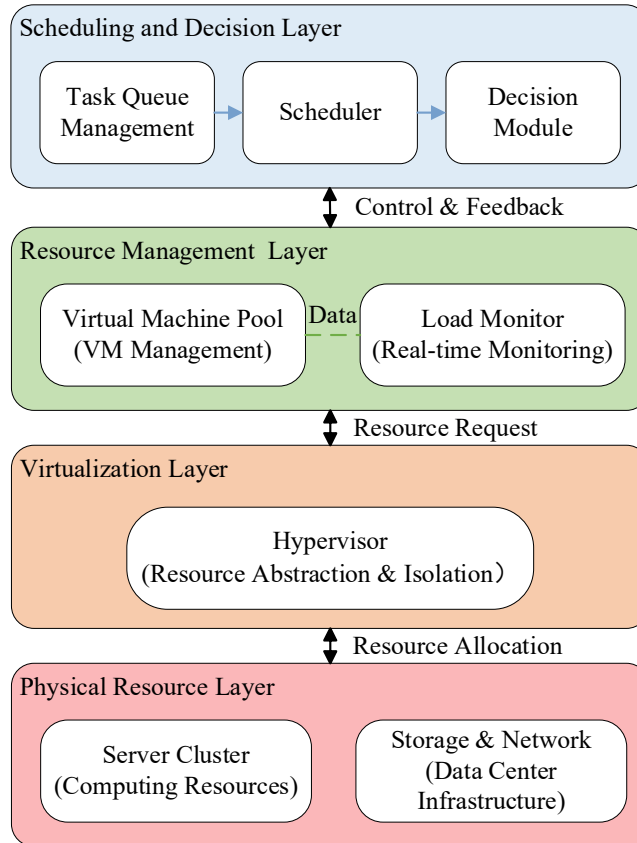 Scheduling and Decision Layer
Task Queue
Management
Scheduler
Decision
Module
Control & Feedback
Resource Management  Layer
Virtual Machine Pool
(VM Management)
Data
Load Monitor
(Real-time Monitoring)
Resource Request
Virtualization Layer
Hypervisor
(Resource Abstraction & Isolation）
Resource Allocation
Physical Resource Layer
Server Cluster
(Computing Resources)
Storage & Network
(Data Center
Infrastructure)